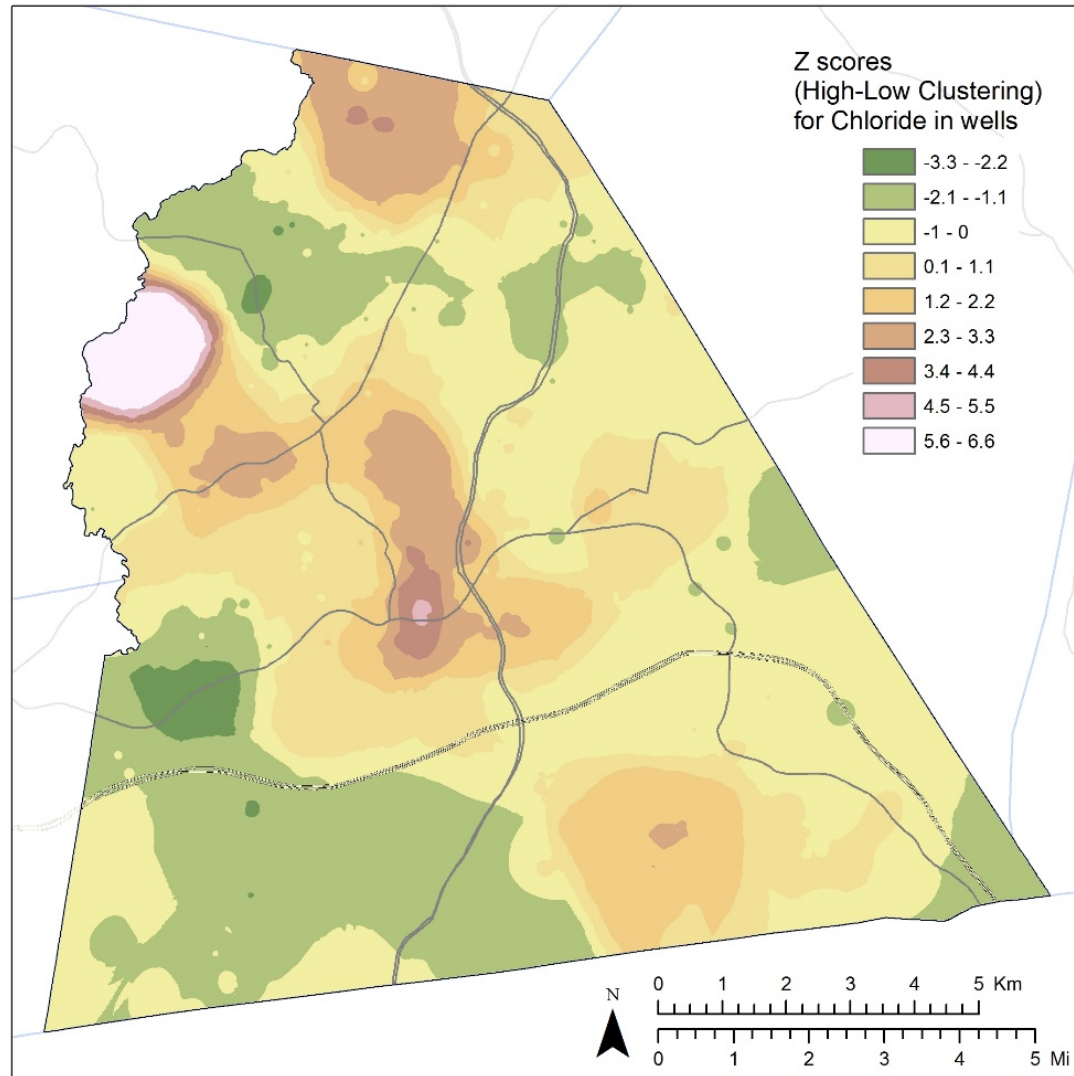 Z scores
(High-Low Clustering)
for Chloride in wells
-3.3 - -2.2
-2.1 - -1.1
-1 - 0
0.1 - 1.1
1.2 - 2.2
2.3 - 3.3
3.4 - 4.4
4.5 - 5.5
5.6 - 6.6
N
0 1 2 3 4 5 Km
0 1 2 3 4 5 Mi